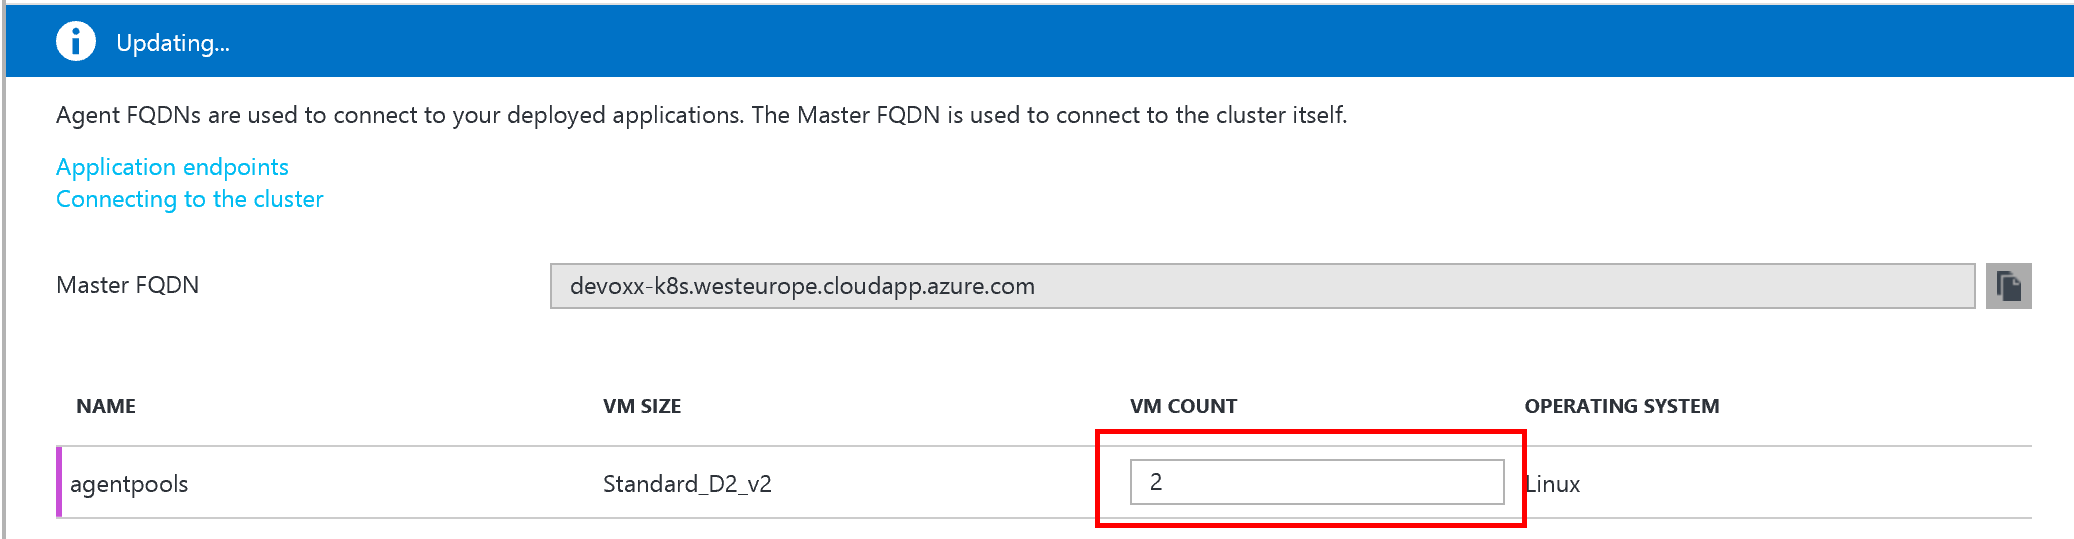 Updating...
Agent FQDNs are used to connect to your deployed applications. The Master FQDN is used to connect to the cluster itself.
Application endpoints
Connecting to the cluster
Master FQDN devoxx-k8s.westeurope.cloudapp.azure.com
NAME VM SIZE VM COUNT OPERATING SYSTEM
agentpools Standard_D2_v2 2 Linux